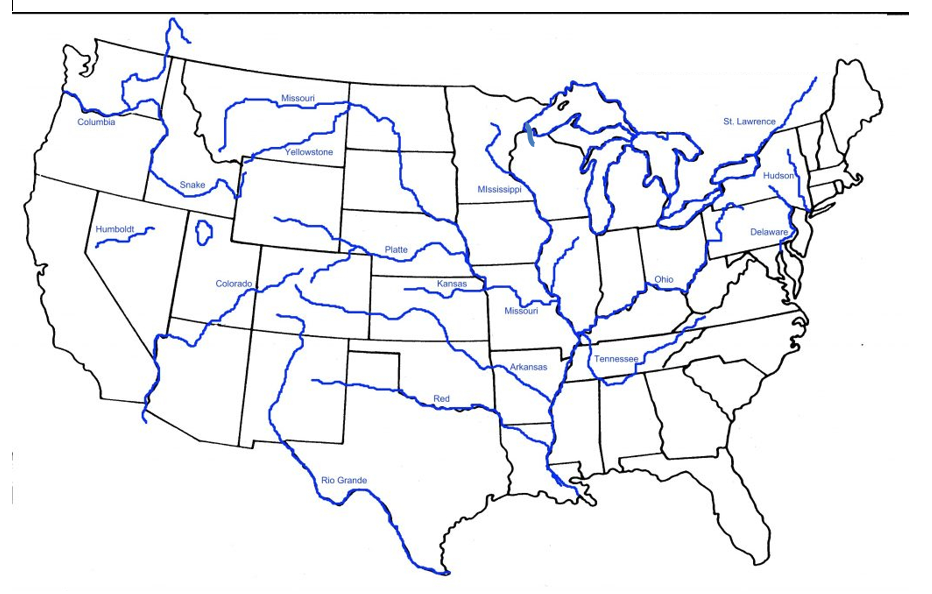 Missouri
St. Lawrence
Columbia
Yellowstone
Hudson
Snake
MIssissippi
Humboldt
Delaware
Platte
Colorado
Kansas
Ohio
Missouri
Tennessee
Arkansas
Red
Rio Grande